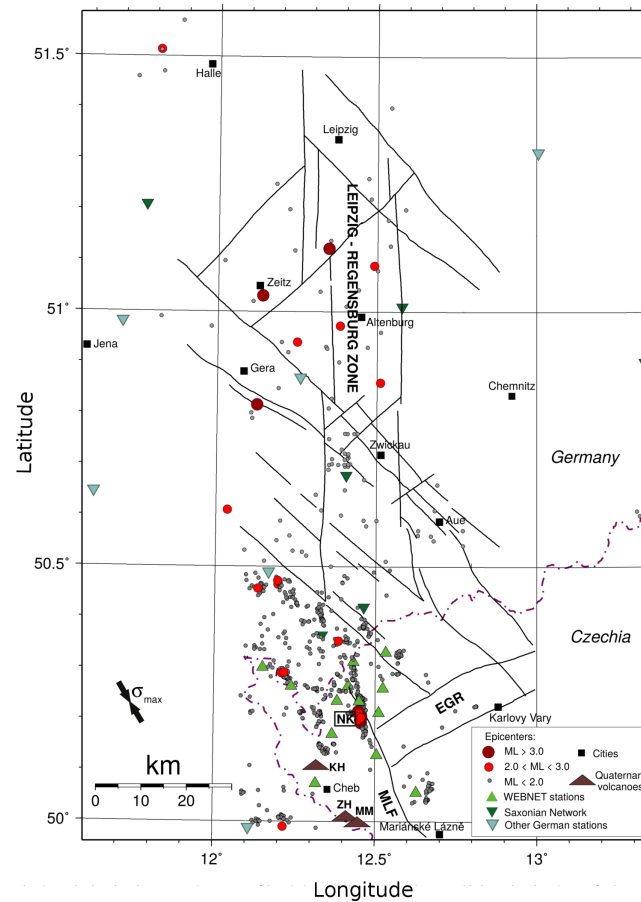 51.5°
Halle
Leipzig
LEIPZIG - REGENSBURG ZONE
Zeitz
51°
Altenburg
Jena
Gera
Chemnitz
Latitude
Zwickau
Germany
Aue
50.5°
Czechia
σmax
EGR
NK
Karlovy Vary
km
0 10 20 30
KH
Cheb
ZH
MM
MLF
50°
Mariánské Lázně
Epicenters:
ML > 3.0
2.0 < ML < 3.0
ML < 2.0
WEBNET stations
Saxonian Network
Other German stations
Cities
volcanoes
12°
12.5°
13°
Longitude